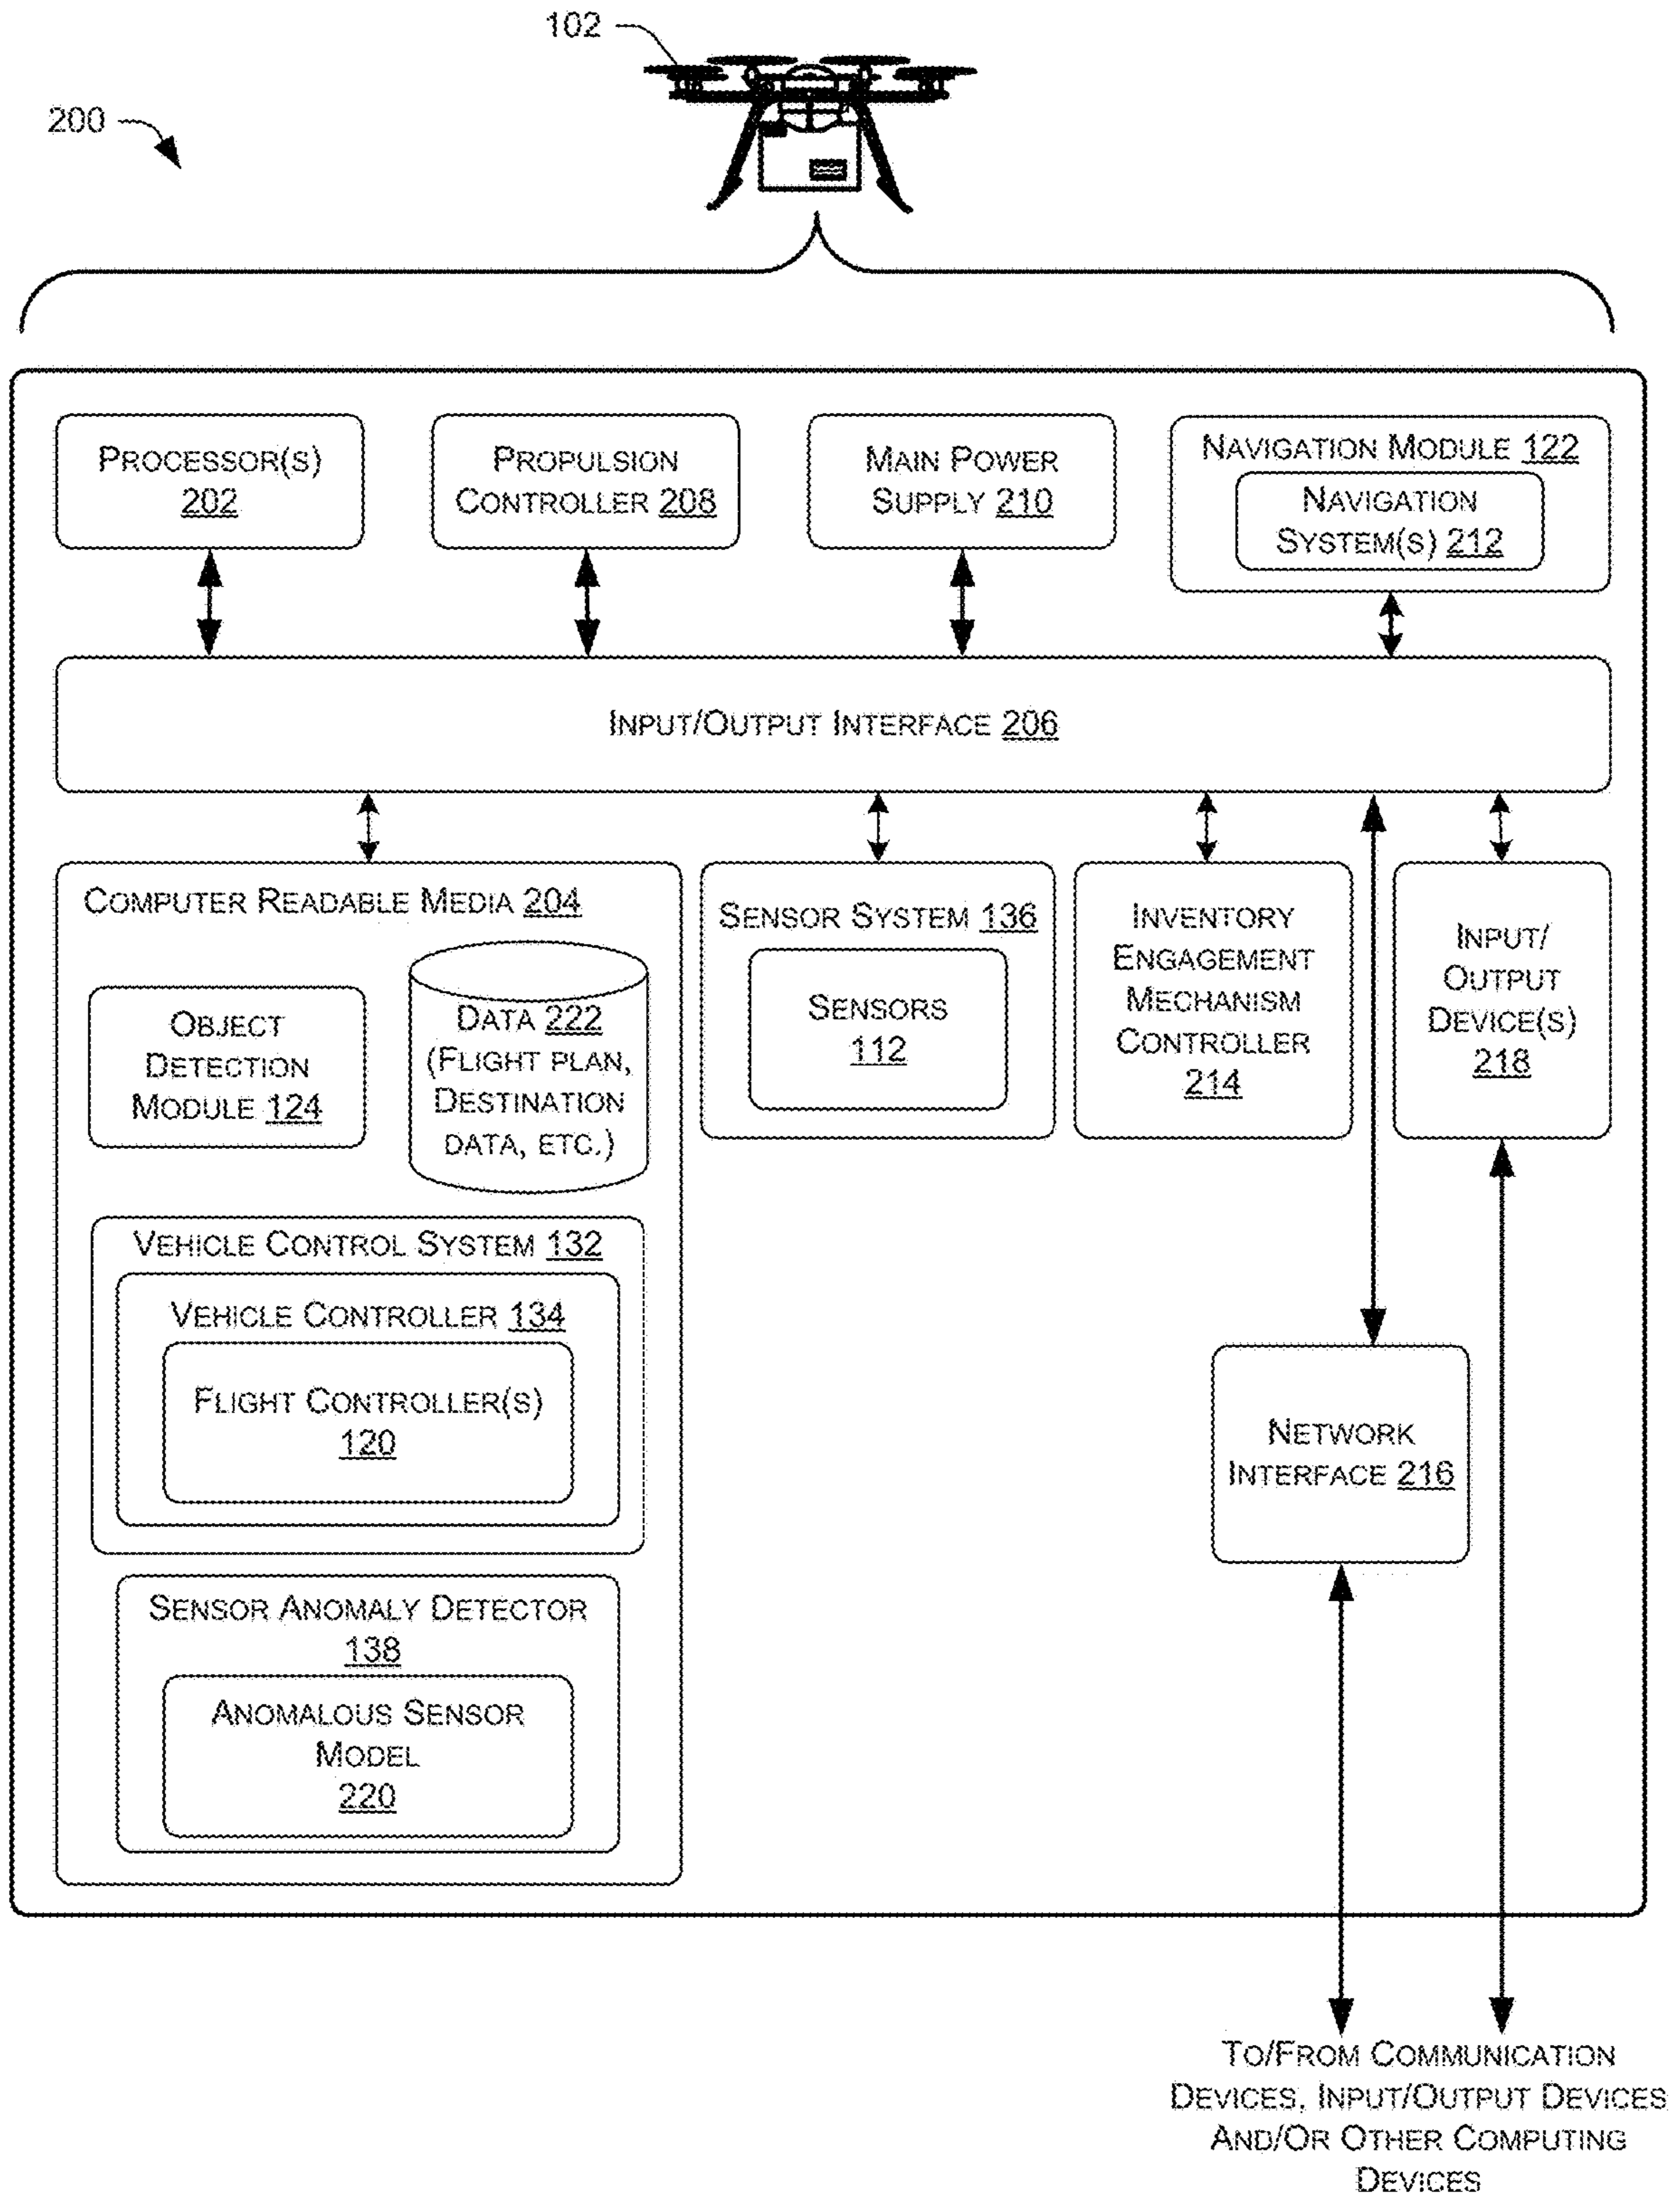 102
200
PROCESSOR(S)
202
PROPULSION
CONTROLLER 208
MAIN POWER
SUPPLY 210
NAVIGATION MODULE 122
NAVIGATION
SYSTEM(S) 212
INPUT/OUTPUT INTERFACE 206
COMPUTER READABLE MEDIA 204
OBJECT
DETECTION
MODULE 124
DATA 222
(FLIGHT PLAN,
DESTINATION
DATA, ETC.)
VEHICLE CONTROL SYSTEM 132
VEHICLE CONTROLLER 134
FLIGHT CONTROLLER(S)
120
SENSOR ANOMALY DETECTOR
138
ANOMALOUS SENSOR
MODEL
220
SENSOR SYSTEM 136
SENSORS
112
INVENTORY
ENGAGEMENT
MECHANISM
CONTROLLER
214
INPUT/
OUTPUT
DEVICE(S)
218
NETWORK
INTERFACE 216
TO/FROM COMMUNICATION
DEVICES, INPUT/OUTPUT DEVICES
AND/OR OTHER COMPUTING
DEVICES